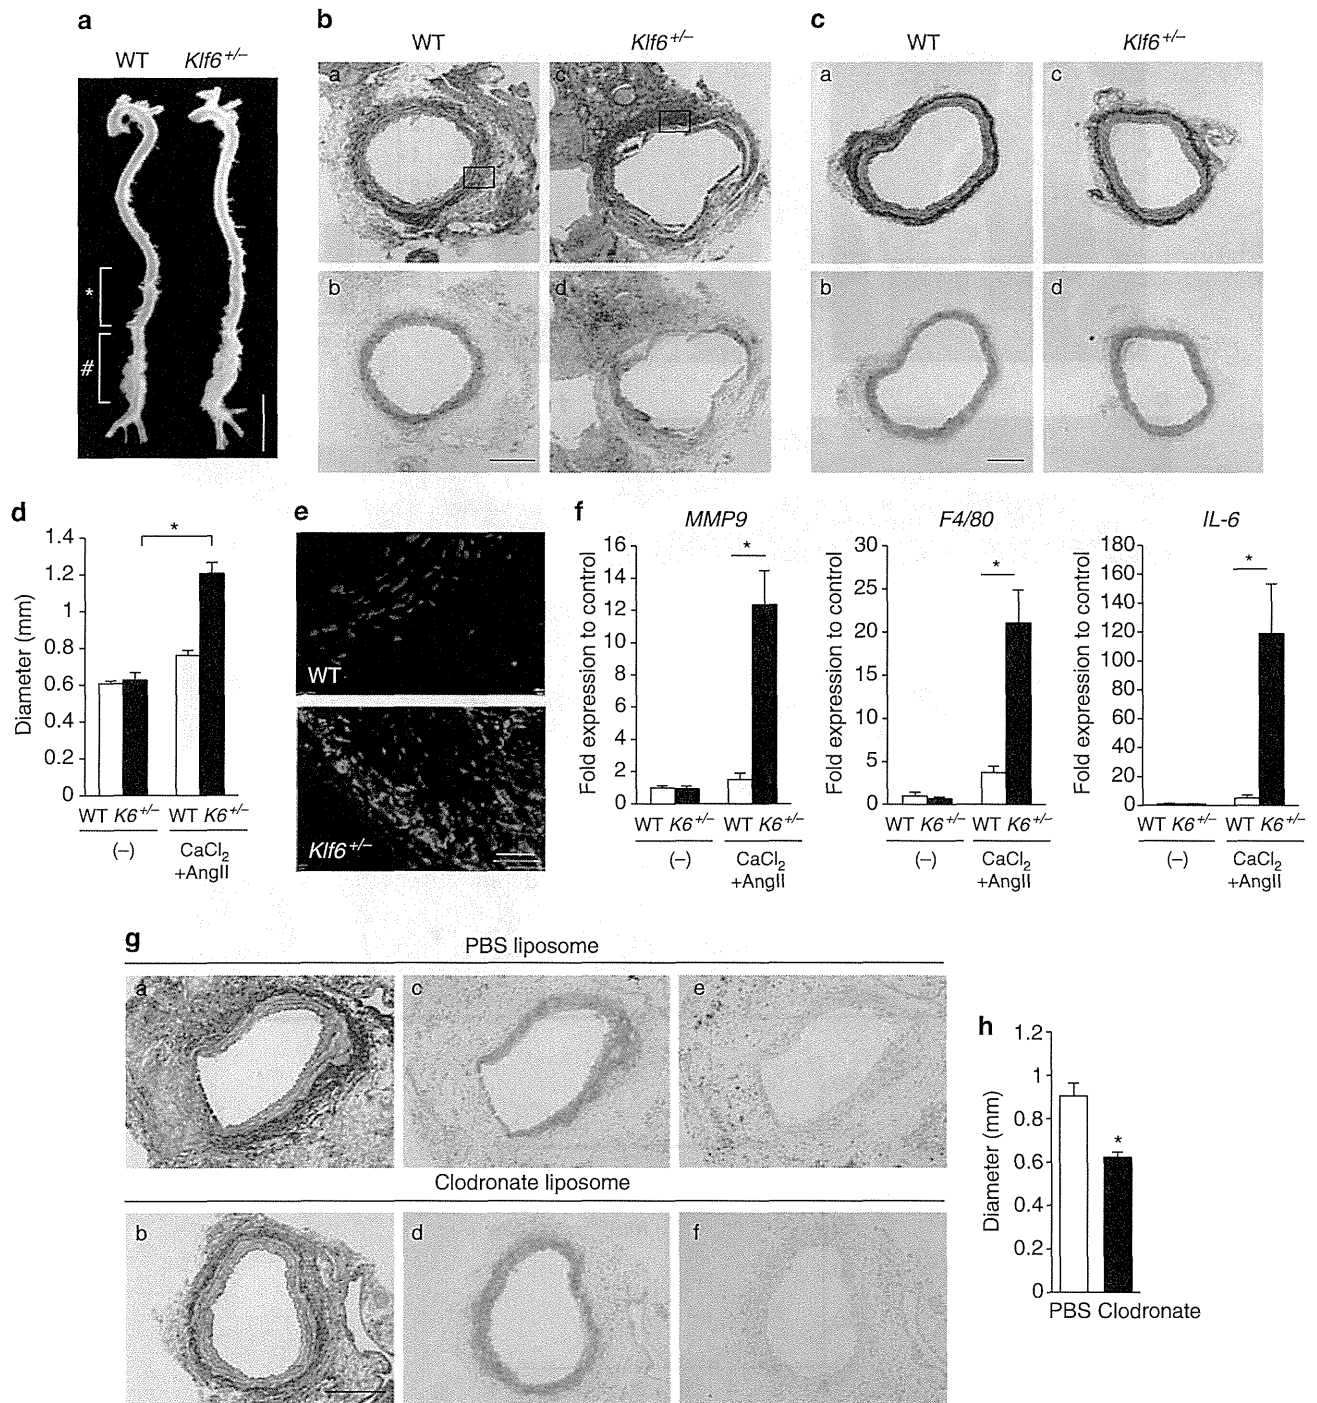 a
WT Klf6+/–
*
#
b
WT Klf6+/–
a
c
b
d
c
WT Klf6+/–
a
c
b
d
d
Diameter (mm)
1.4
1.2
1
0.8
0.6
0.4
0.2
0
*
WT K6+/– WT K6+/–
(–) CaCl2
+AngII
e
WT
Klf6+/–
f
MMP9
Fold expression to control
16
14
12
10
8
6
4
2
0
*
WT K6+/– WT K6+/–
(–) CaCl2
+AngII
F4/80
Fold expression to control
30
25
20
15
10
5
0
*
WT K6+/– WT K6+/–
(–) CaCl2
+AngII
IL-6
Fold expression to control
180
160
140
120
100
80
60
40
20
0
*
WT K6+/– WT K6+/–
(–) CaCl2
+AngII
g
PBS liposome
a
c
e
Clodronate liposome
b
d
f
h
Diameter (mm)
1.2
1
0.8
0.6
0.4
0.2
0
*
PBS Clodronate